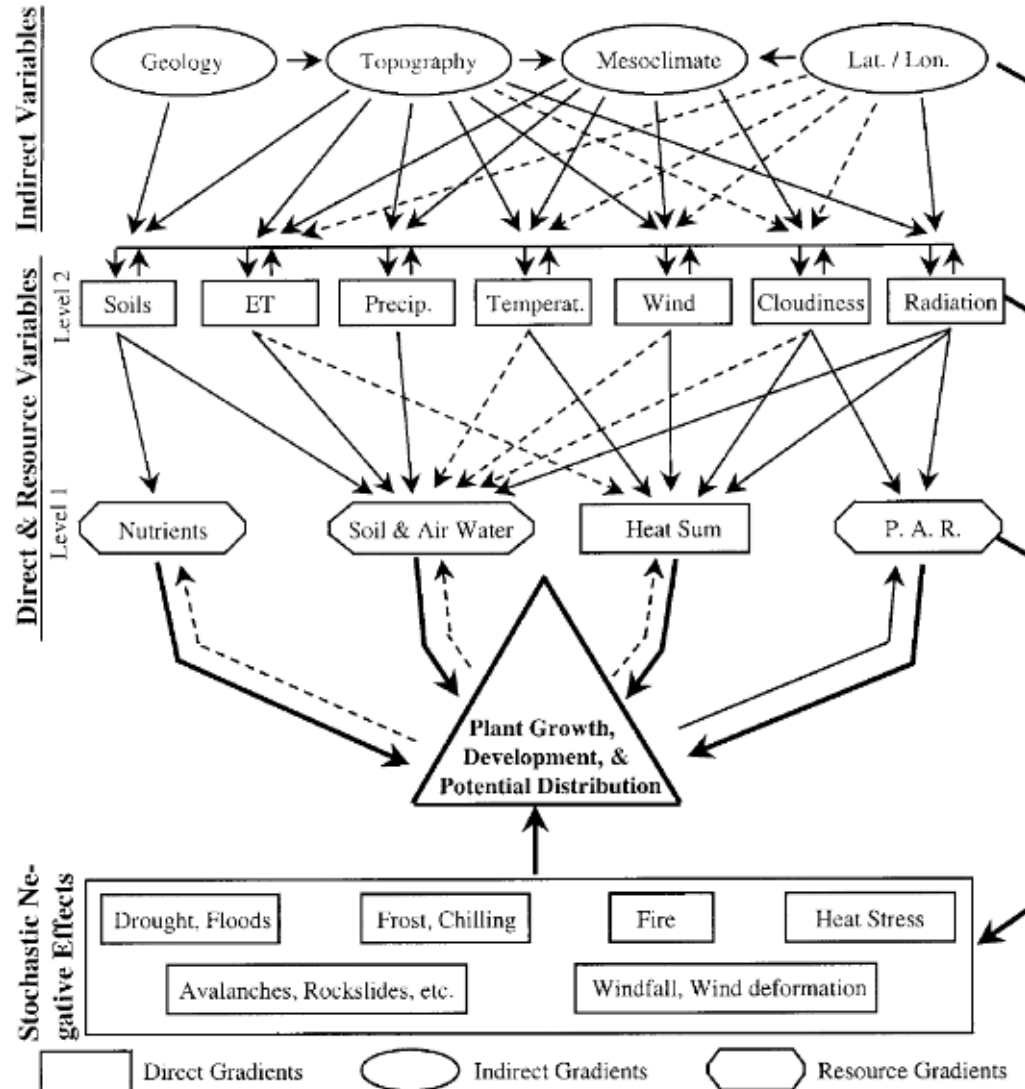 Indirect Variables
Geology
Topography
Mesoclimate
Lat. / Lon.
Direct & Resource Variables
Level 2
Soils
ET
Precip.
Temperat.
Wind
Cloudiness
Radiation
Level 1
Nutrients
Soil & Air Water
Heat Sum
P. A. R.
Plant Growth,
Development, &
Potential Distribution
Stochastic Ne-
gative Effects
Drought, Floods
Frost, Chilling
Fire
Heat Stress
Avalanches, Rockslides, etc.
Windfall, Wind deformation
Direct Gradients
Indirect Gradients
Resource Gradients